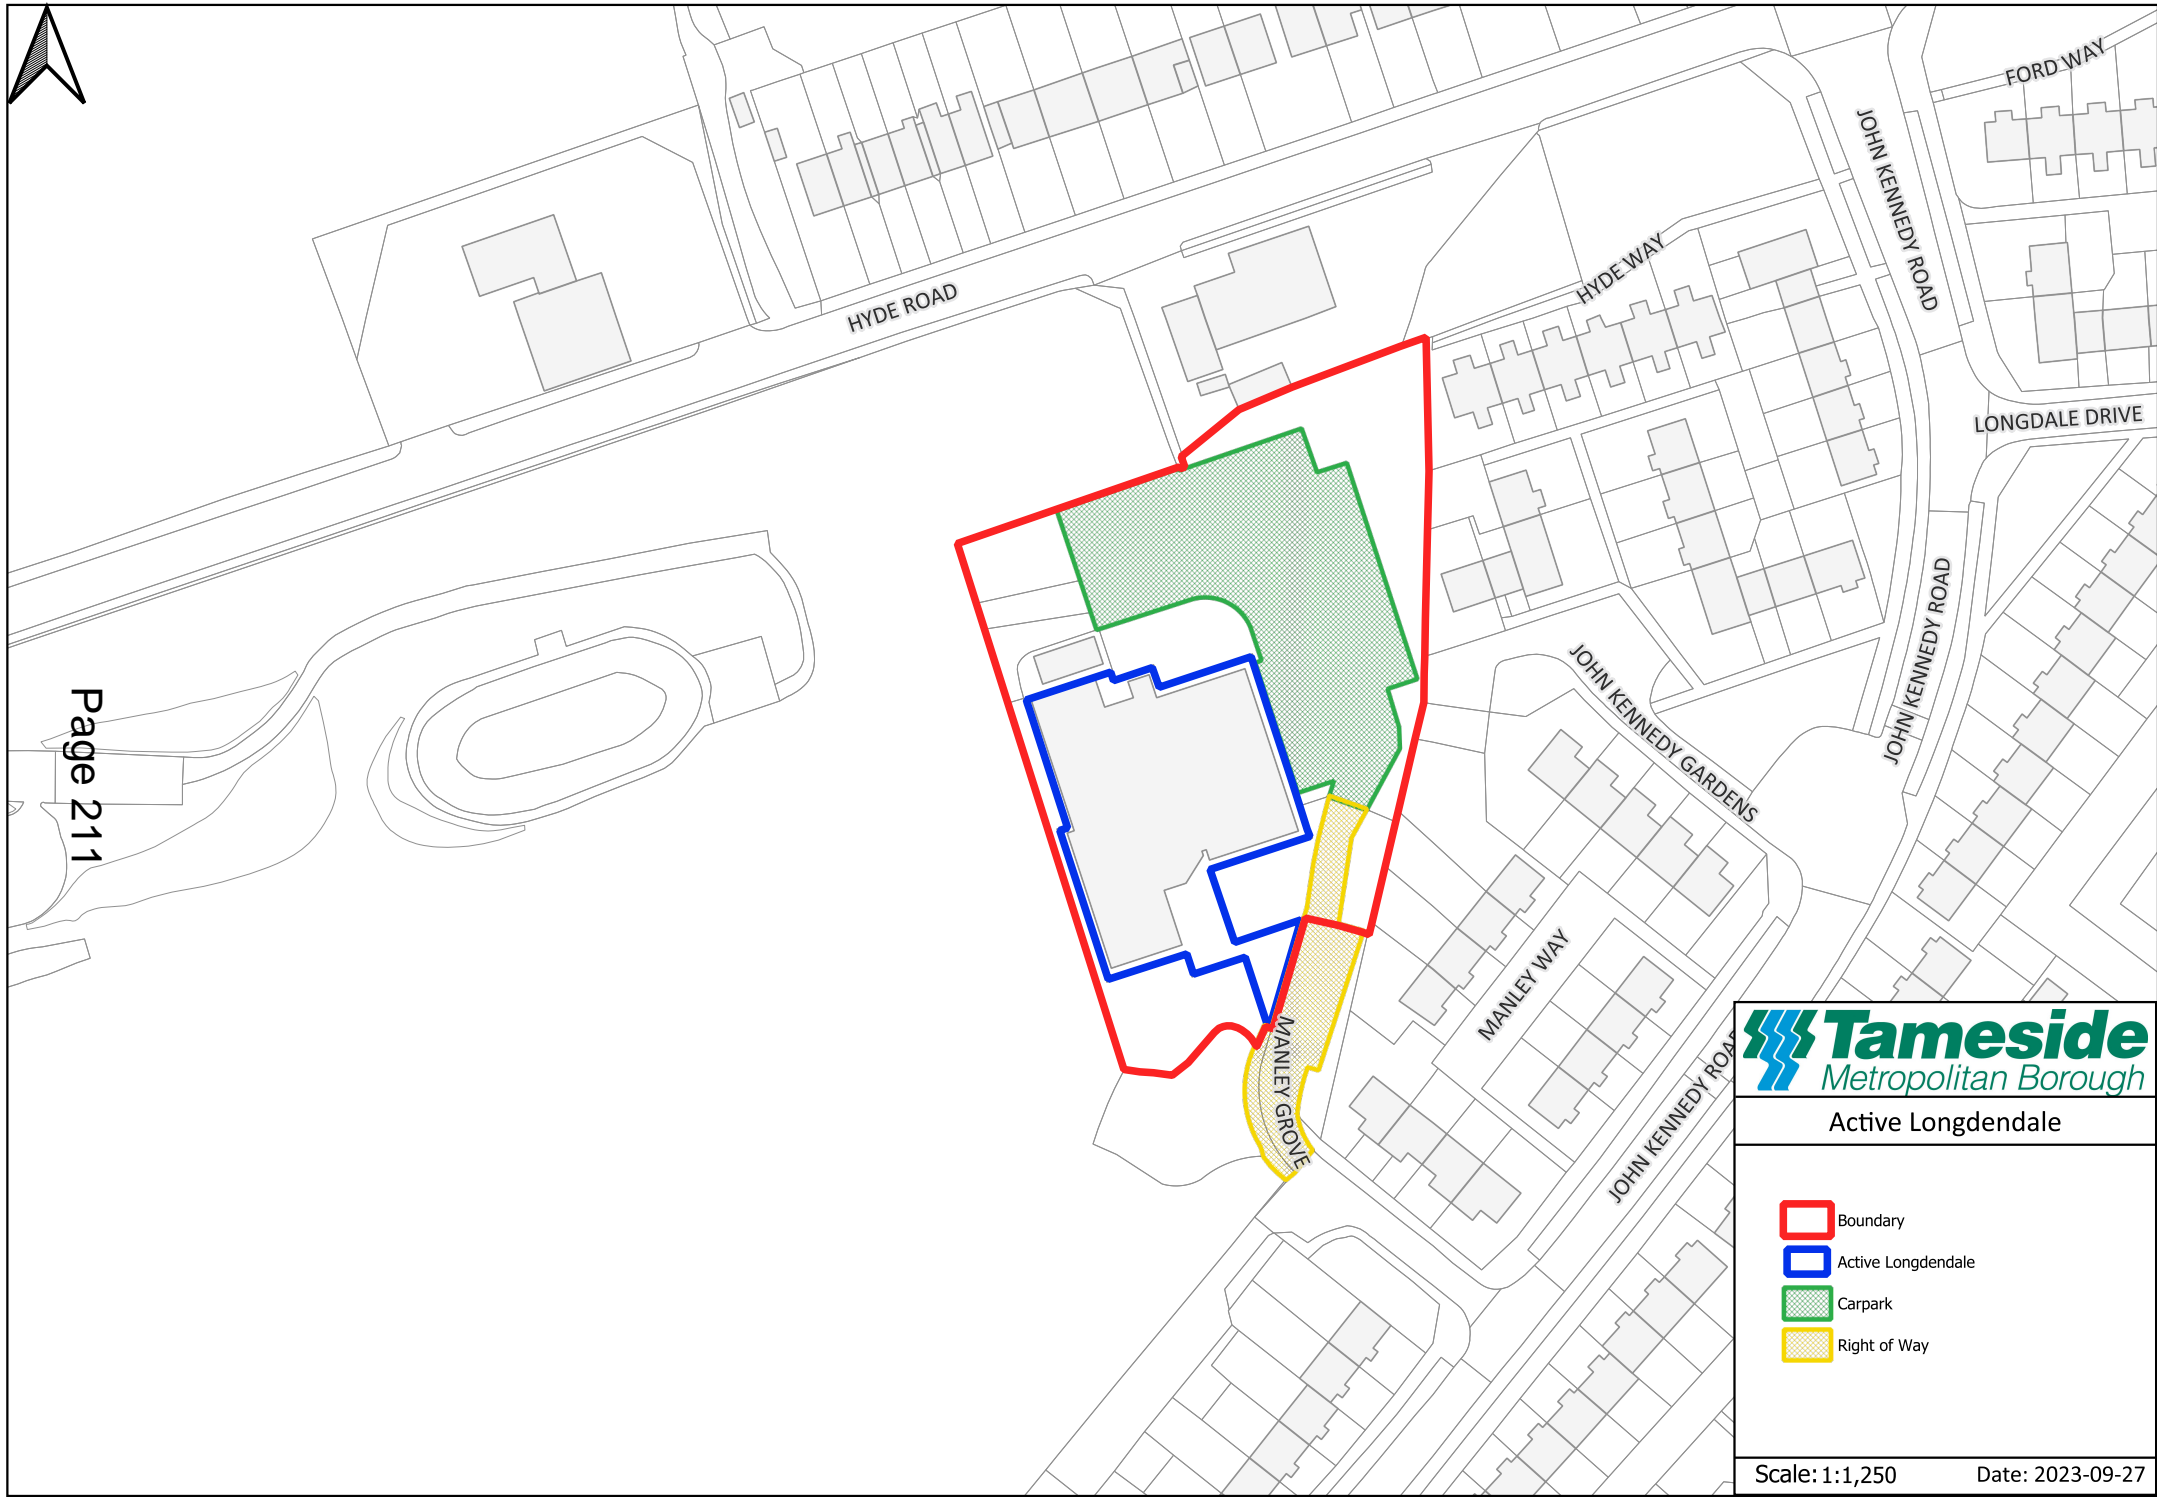 FORD WAY
JOHN KENNEDY ROAD
HYDE WAY
HYDE ROAD
LONGDALE DRIVE
JOHN KENNEDY ROAD
JOHN KENNEDY GARDENS
Page 211
MANLEY WAY
MANLEY GROVE
JOHN KENNEDY ROAD
Tameside
Metropolitan Borough
Active Longdendale
Boundary
Active Longdendale
Carpark
Right of Way
Scale: 1:1,250 Date: 2023-09-27